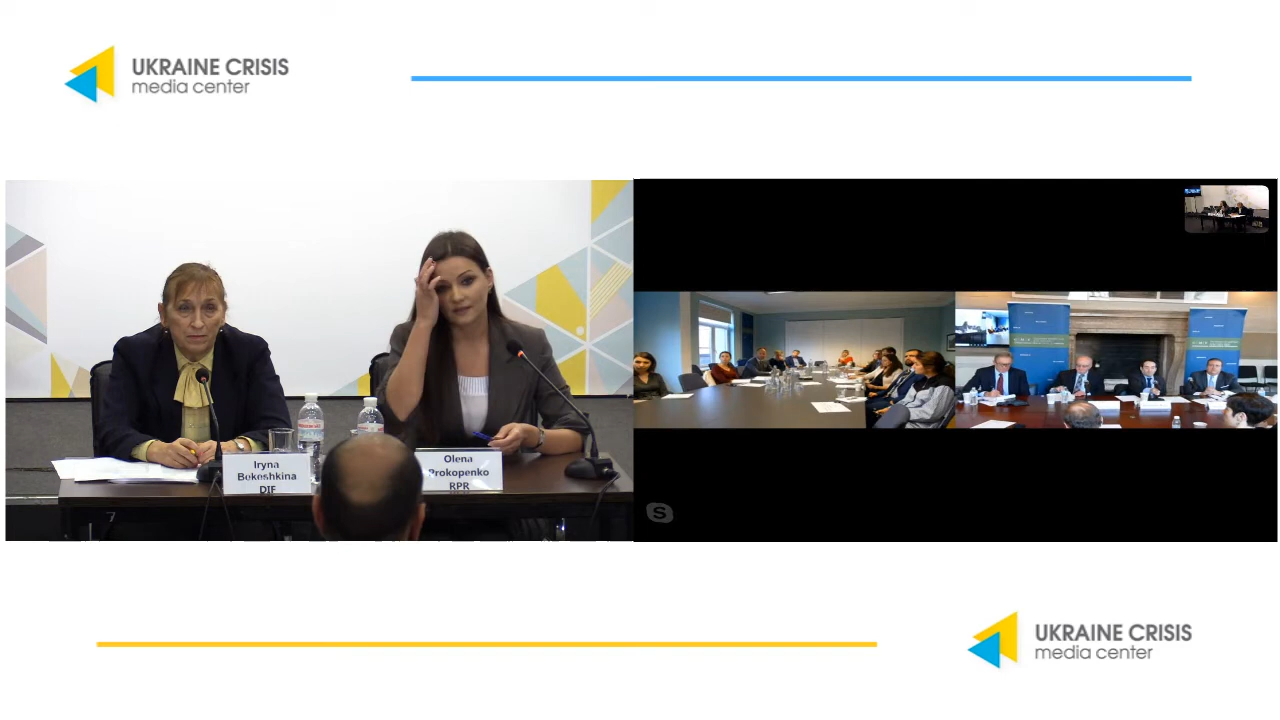 UKRAINE CRISIS
media center
Iryna
Bekeshkina
DIF
Olena
Prokopenko
RPR
UKRAINE CRISIS
media center